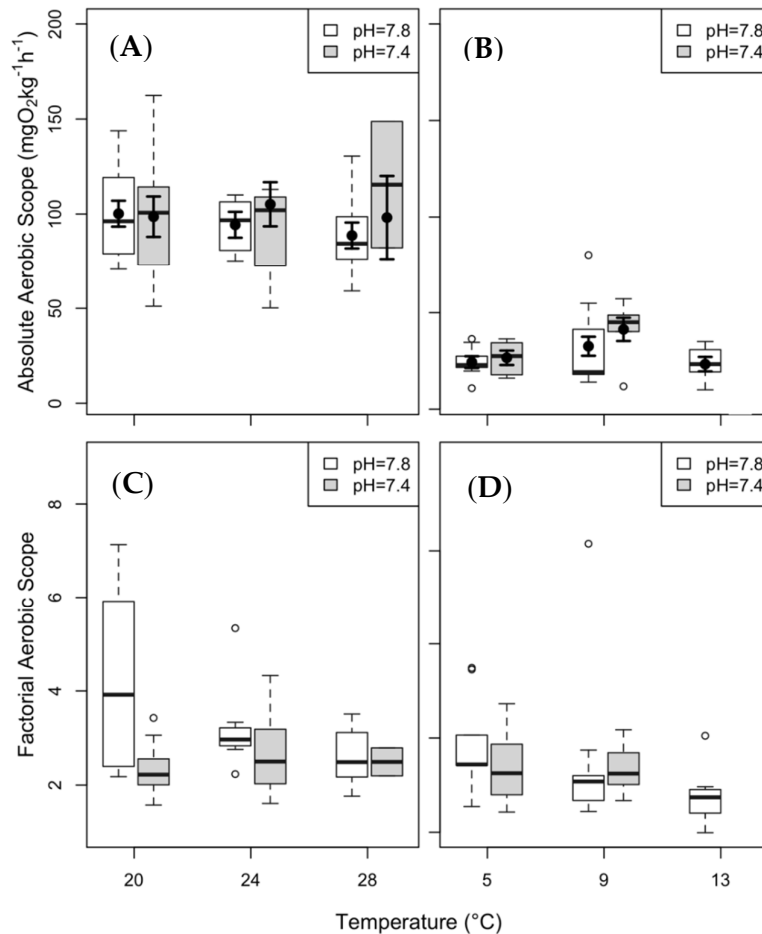 (A)
pH=7.8
pH=7.4
(B)
pH=7.8
pH=7.4
Absolute Aerobic Scope (mgO₂kg⁻¹h⁻¹)
200
150
100
50
0
(C)
pH=7.8
pH=7.4
(D)
pH=7.8
pH=7.4
Factorial Aerobic Scope
8
6
4
2
20 24 28 5 9 13
Temperature (°C)